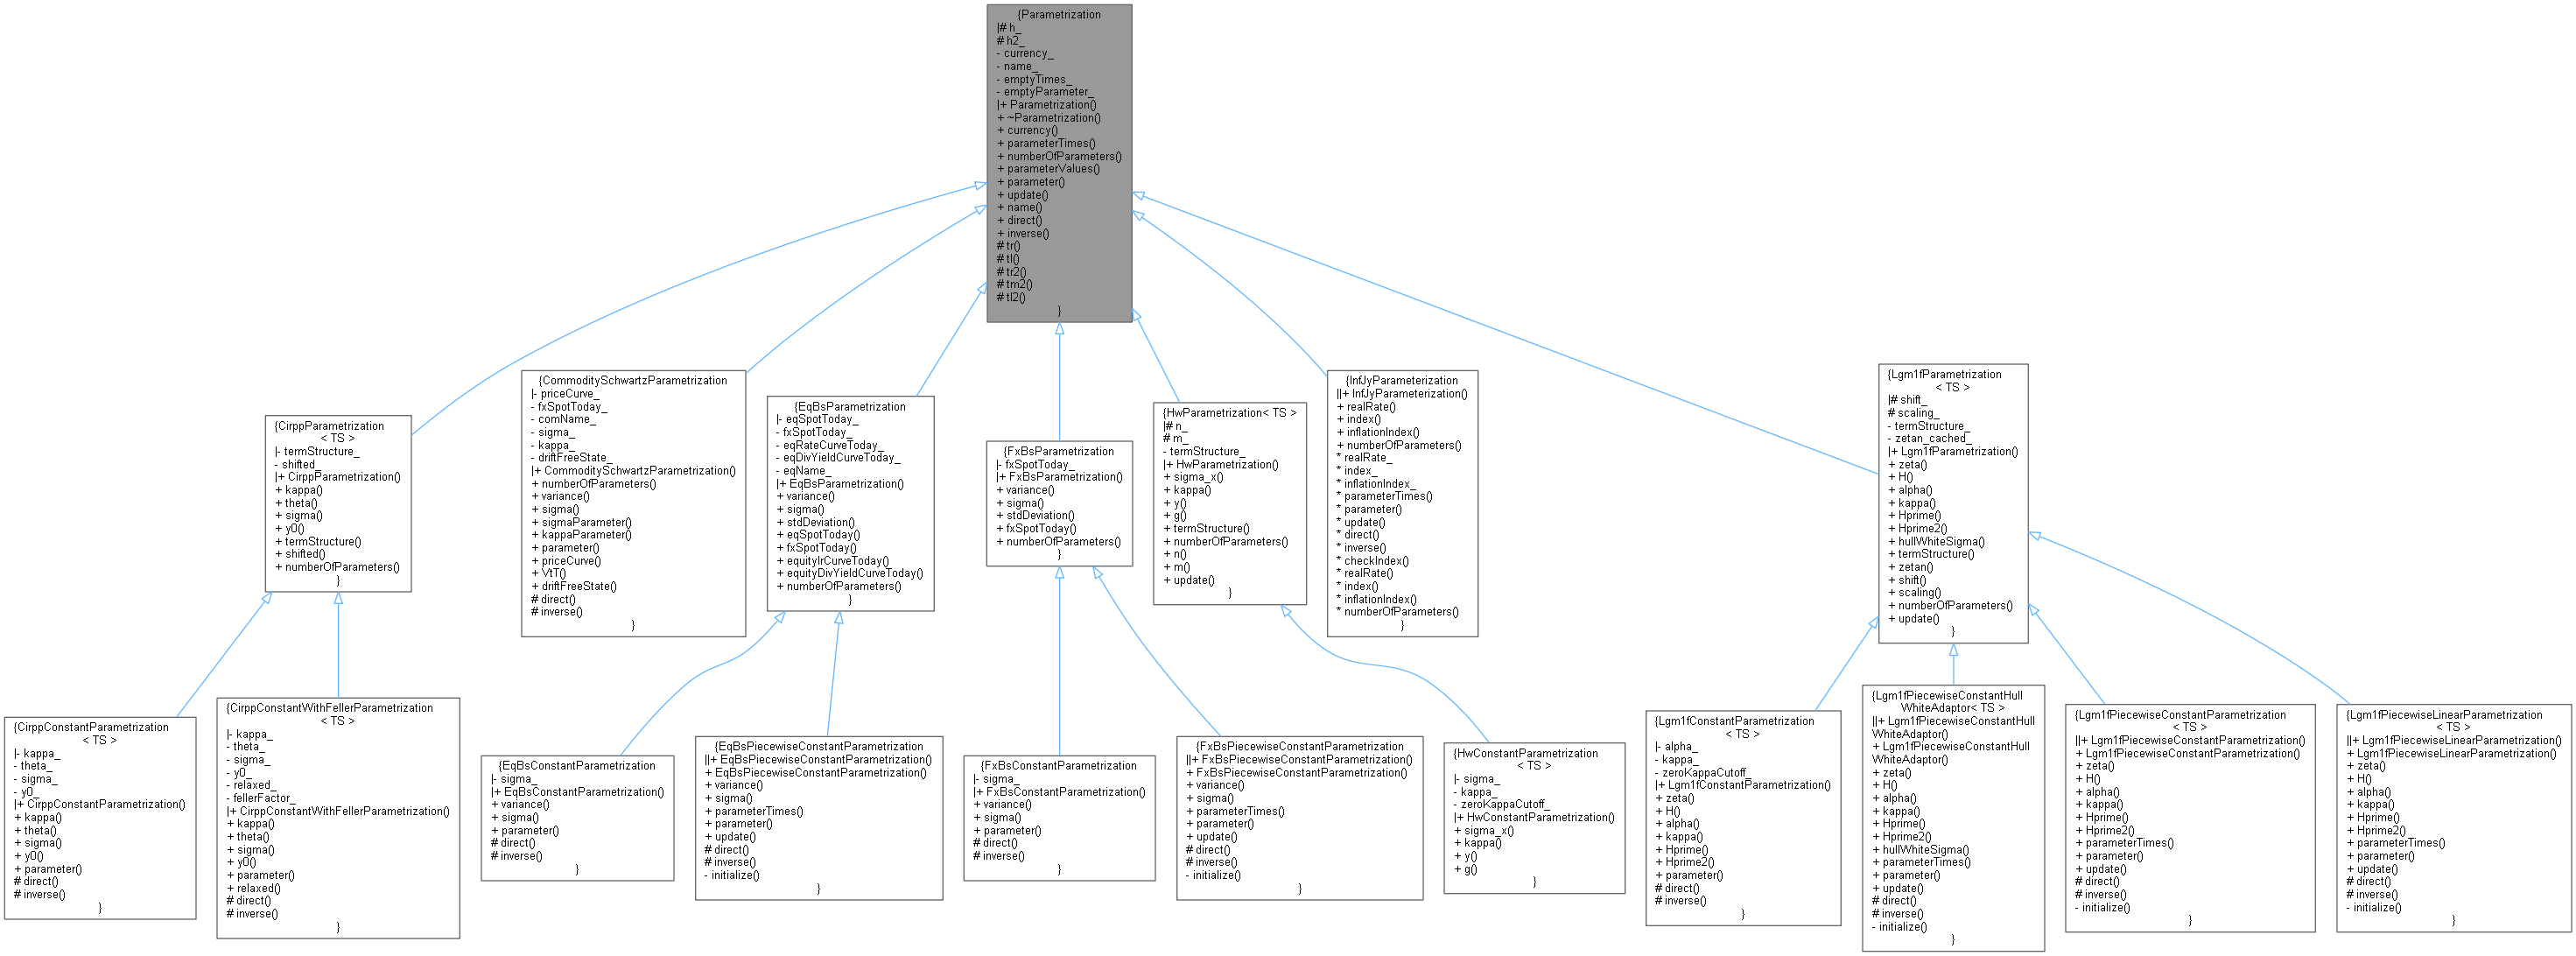 {Parametrization
|# h_
# h2_
- currency_
- name_
- emptyTimes_
- emptyParameter_
|+ Parametrization()
+ ~Parametrization()
+ currency()
+ parameterTimes()
+ numberOfParameters()
+ parameterValues()
+ parameter()
+ update()
+ name()
+ direct()
+ inverse()
# tr()
# tl()
# tr2()
# tm2()
# tl2()
}
{CirppParametrization
< TS >
|- termStructure_
- shifted_
|+ CirppParametrization()
+ kappa()
+ theta()
+ sigma()
+ y0()
+ termStructure()
+ shifted()
+ numberOfParameters()
}
{CommoditySchwartzParametrization
|- priceCurve_
- fxSpotToday_
- comName_
- sigma_
- kappa_
- driftFreeState_
|+ CommoditySchwartzParametrization()
+ numberOfParameters()
+ variance()
+ sigma()
+ sigmaParameter()
+ kappaParameter()
+ parameter()
+ priceCurve()
+ VtT()
+ driftFreeState()
# direct()
# inverse()
}
{EqBsParametrization
|- eqSpotToday_
- fxSpotToday_
- eqRateCurveToday_
- eqDivYieldCurveToday_
- eqName_
|+ EqBsParametrization()
+ variance()
+ sigma()
+ stdDeviation()
+ eqSpotToday()
+ fxSpotToday()
+ equityIrCurveToday()
+ equityDivYieldCurveToday()
+ numberOfParameters()
}
{FxBsParametrization
|- fxSpotToday_
|+ FxBsParametrization()
+ variance()
+ sigma()
+ stdDeviation()
+ fxSpotToday()
+ numberOfParameters()
}
{HwParametrization< TS >
|# n_
# m_
- termStructure_
|+ HwParametrization()
+ sigma_x()
+ kappa()
+ y()
+ g()
+ termStructure()
+ numberOfParameters()
+ n()
+ m()
+ update()
}
{InfJyParameterization
||+ InfJyParameterization()
+ realRate()
+ index()
+ inflationIndex()
+ numberOfParameters()
* realRate_
* index_
* inflationIndex_
* parameterTimes()
* parameter()
* update()
* direct()
* inverse()
* checkIndex()
* realRate()
* index()
* inflationIndex()
* numberOfParameters()
}
{Lgm1fParametrization
< TS >
|# shift_
# scaling_
- termStructure_
- zetan_cached_
|+ Lgm1fParametrization()
+ zeta()
+ H()
+ alpha()
+ kappa()
+ Hprime()
+ Hprime2()
+ hullWhiteSigma()
+ termStructure()
+ zetan()
+ shift()
+ scaling()
+ numberOfParameters()
+ update()
}
{CirppConstantParametrization
< TS >
|- kappa_
- theta_
- sigma_
- y0_
|+ CirppConstantParametrization()
+ kappa()
+ theta()
+ sigma()
+ y0()
+ parameter()
# direct()
# inverse()
}
{CirppConstantWithFellerParametrization
< TS >
|- kappa_
- theta_
- sigma_
- y0_
- relaxed_
- fellerFactor_
|+ CirppConstantWithFellerParametrization()
+ kappa()
+ theta()
+ sigma()
+ y0()
+ parameter()
+ relaxed()
# direct()
# inverse()
}
{EqBsConstantParametrization
|- sigma_
|+ EqBsConstantParametrization()
+ variance()
+ sigma()
+ parameter()
# direct()
# inverse()
}
{EqBsPiecewiseConstantParametrization
||+ EqBsPiecewiseConstantParametrization()
+ EqBsPiecewiseConstantParametrization()
+ variance()
+ sigma()
+ parameterTimes()
+ parameter()
+ update()
# direct()
# inverse()
- initialize()
}
{FxBsConstantParametrization
|- sigma_
|+ FxBsConstantParametrization()
+ variance()
+ sigma()
+ parameter()
# direct()
# inverse()
}
{FxBsPiecewiseConstantParametrization
||+ FxBsPiecewiseConstantParametrization()
+ FxBsPiecewiseConstantParametrization()
+ variance()
+ sigma()
+ parameterTimes()
+ parameter()
+ update()
# direct()
# inverse()
- initialize()
}
{HwConstantParametrization
< TS >
|- sigma_
- kappa_
- zeroKappaCutoff_
|+ HwConstantParametrization()
+ sigma_x()
+ kappa()
+ y()
+ g()
}
{Lgm1fConstantParametrization
< TS >
|- alpha_
- kappa_
- zeroKappaCutoff_
|+ Lgm1fConstantParametrization()
+ zeta()
+ H()
+ alpha()
+ kappa()
+ Hprime()
+ Hprime2()
+ parameter()
# direct()
# inverse()
}
{Lgm1fPiecewiseConstantHull
WhiteAdaptor< TS >
||+ Lgm1fPiecewiseConstantHull
WhiteAdaptor()
+ Lgm1fPiecewiseConstantHull
WhiteAdaptor()
+ zeta()
+ H()
+ alpha()
+ kappa()
+ Hprime()
+ Hprime2()
+ hullWhiteSigma()
+ parameterTimes()
+ parameter()
+ update()
# direct()
# inverse()
- initialize()
}
{Lgm1fPiecewiseConstantParametrization
< TS >
||+ Lgm1fPiecewiseConstantParametrization()
+ Lgm1fPiecewiseConstantParametrization()
+ zeta()
+ H()
+ alpha()
+ kappa()
+ Hprime()
+ Hprime2()
+ parameterTimes()
+ parameter()
+ update()
# direct()
# inverse()
- initialize()
}
{Lgm1fPiecewiseLinearParametrization
< TS >
||+ Lgm1fPiecewiseLinearParametrization()
+ Lgm1fPiecewiseLinearParametrization()
+ zeta()
+ H()
+ alpha()
+ kappa()
+ Hprime()
+ Hprime2()
+ parameterTimes()
+ parameter()
+ update()
# direct()
# inverse()
- initialize()
}